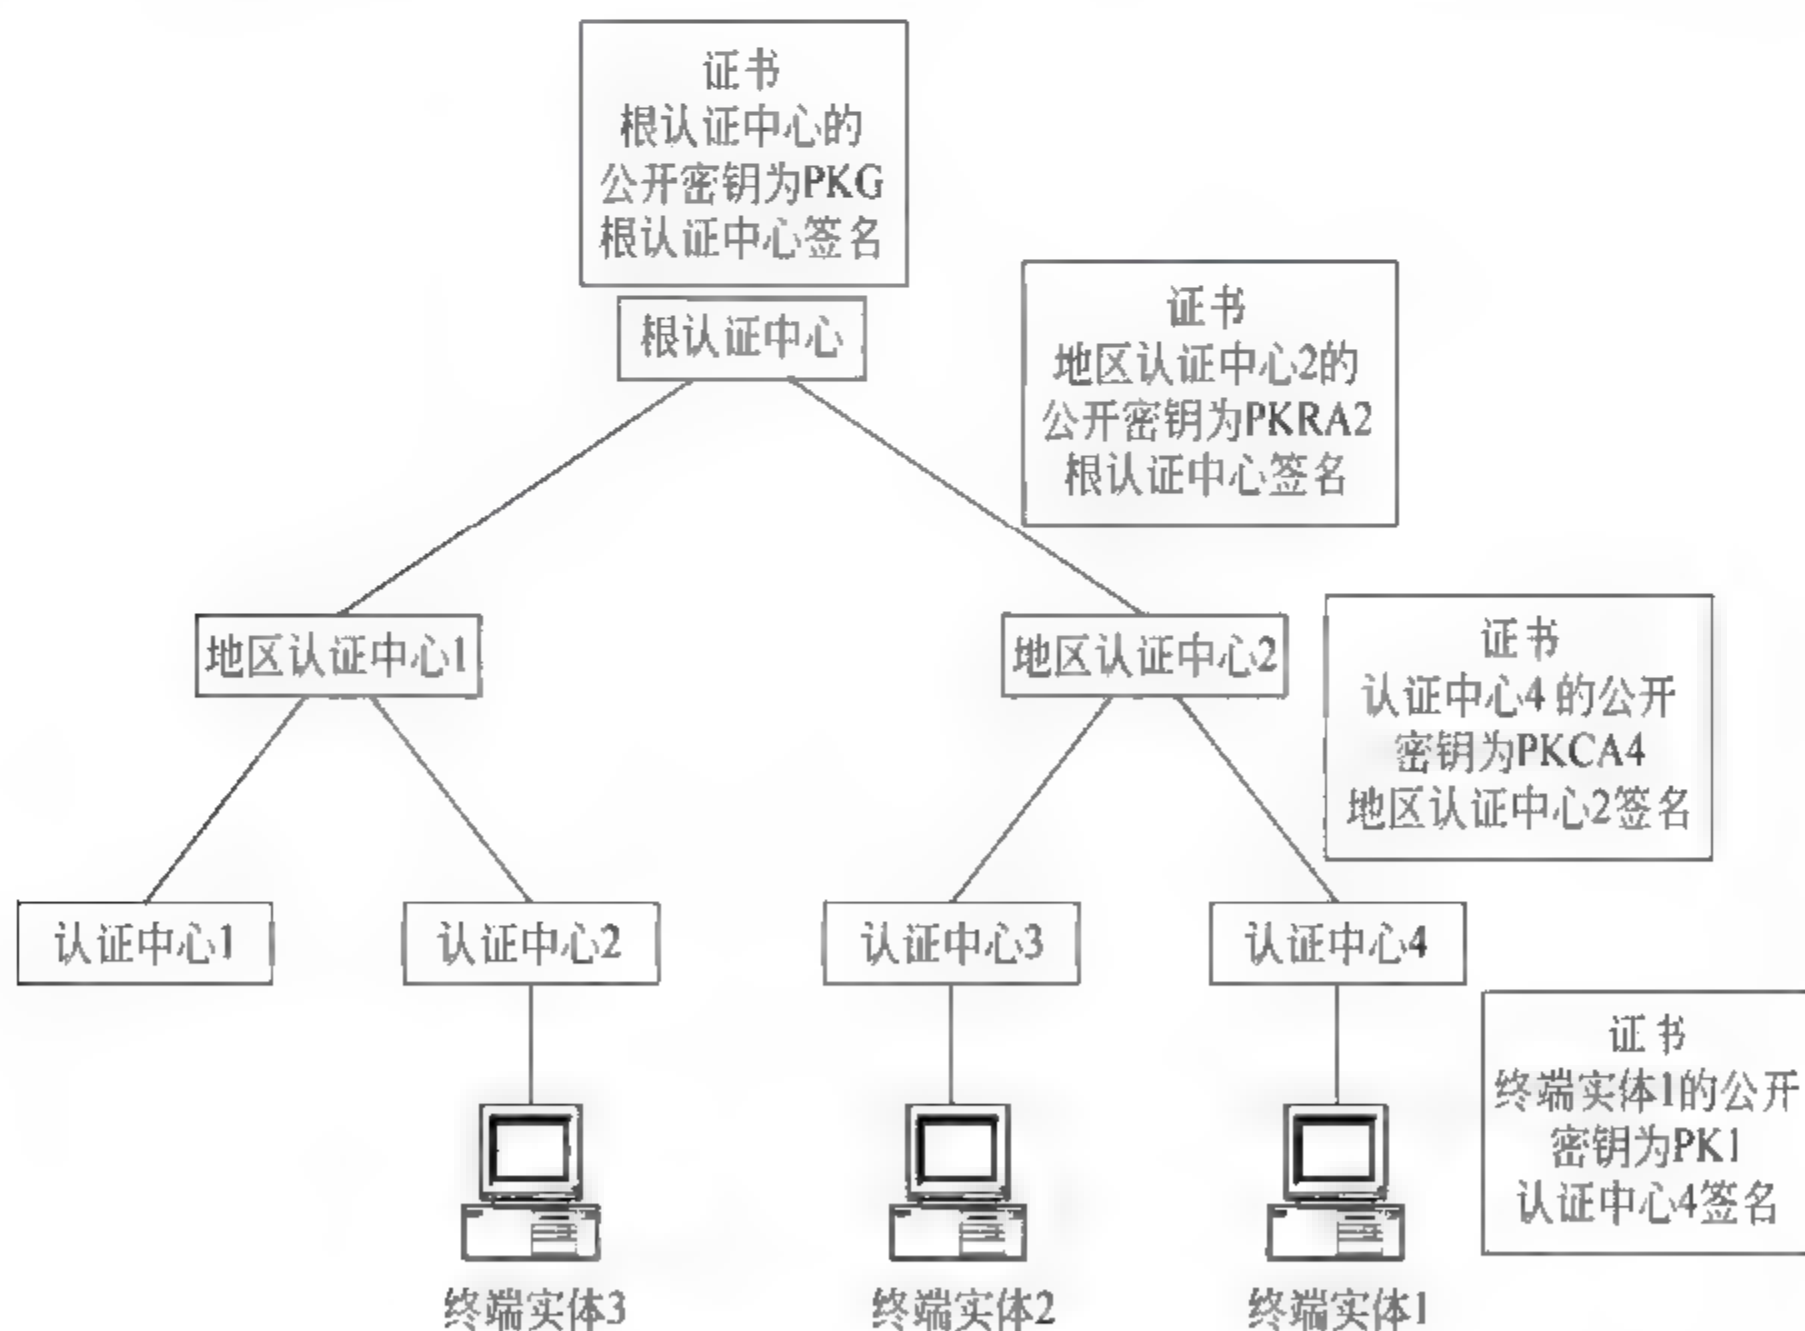 证书
根认证中心的
公开密钥为PKG
根认证中心签名
根认证中心
证书
地区认证中心2的
公开密钥为PKRA2
根认证中心签名
地区认证中心1
地区认证中心2
证书
认证中心4 的公开
密钥为PKCA4
地区认证中心2签名
认证中心1
认证中心2
认证中心3
认证中心4
证书
终端实体1的公开
密钥为PK1
认证中心4签名
终端实体3
终端实体2
终端实体1